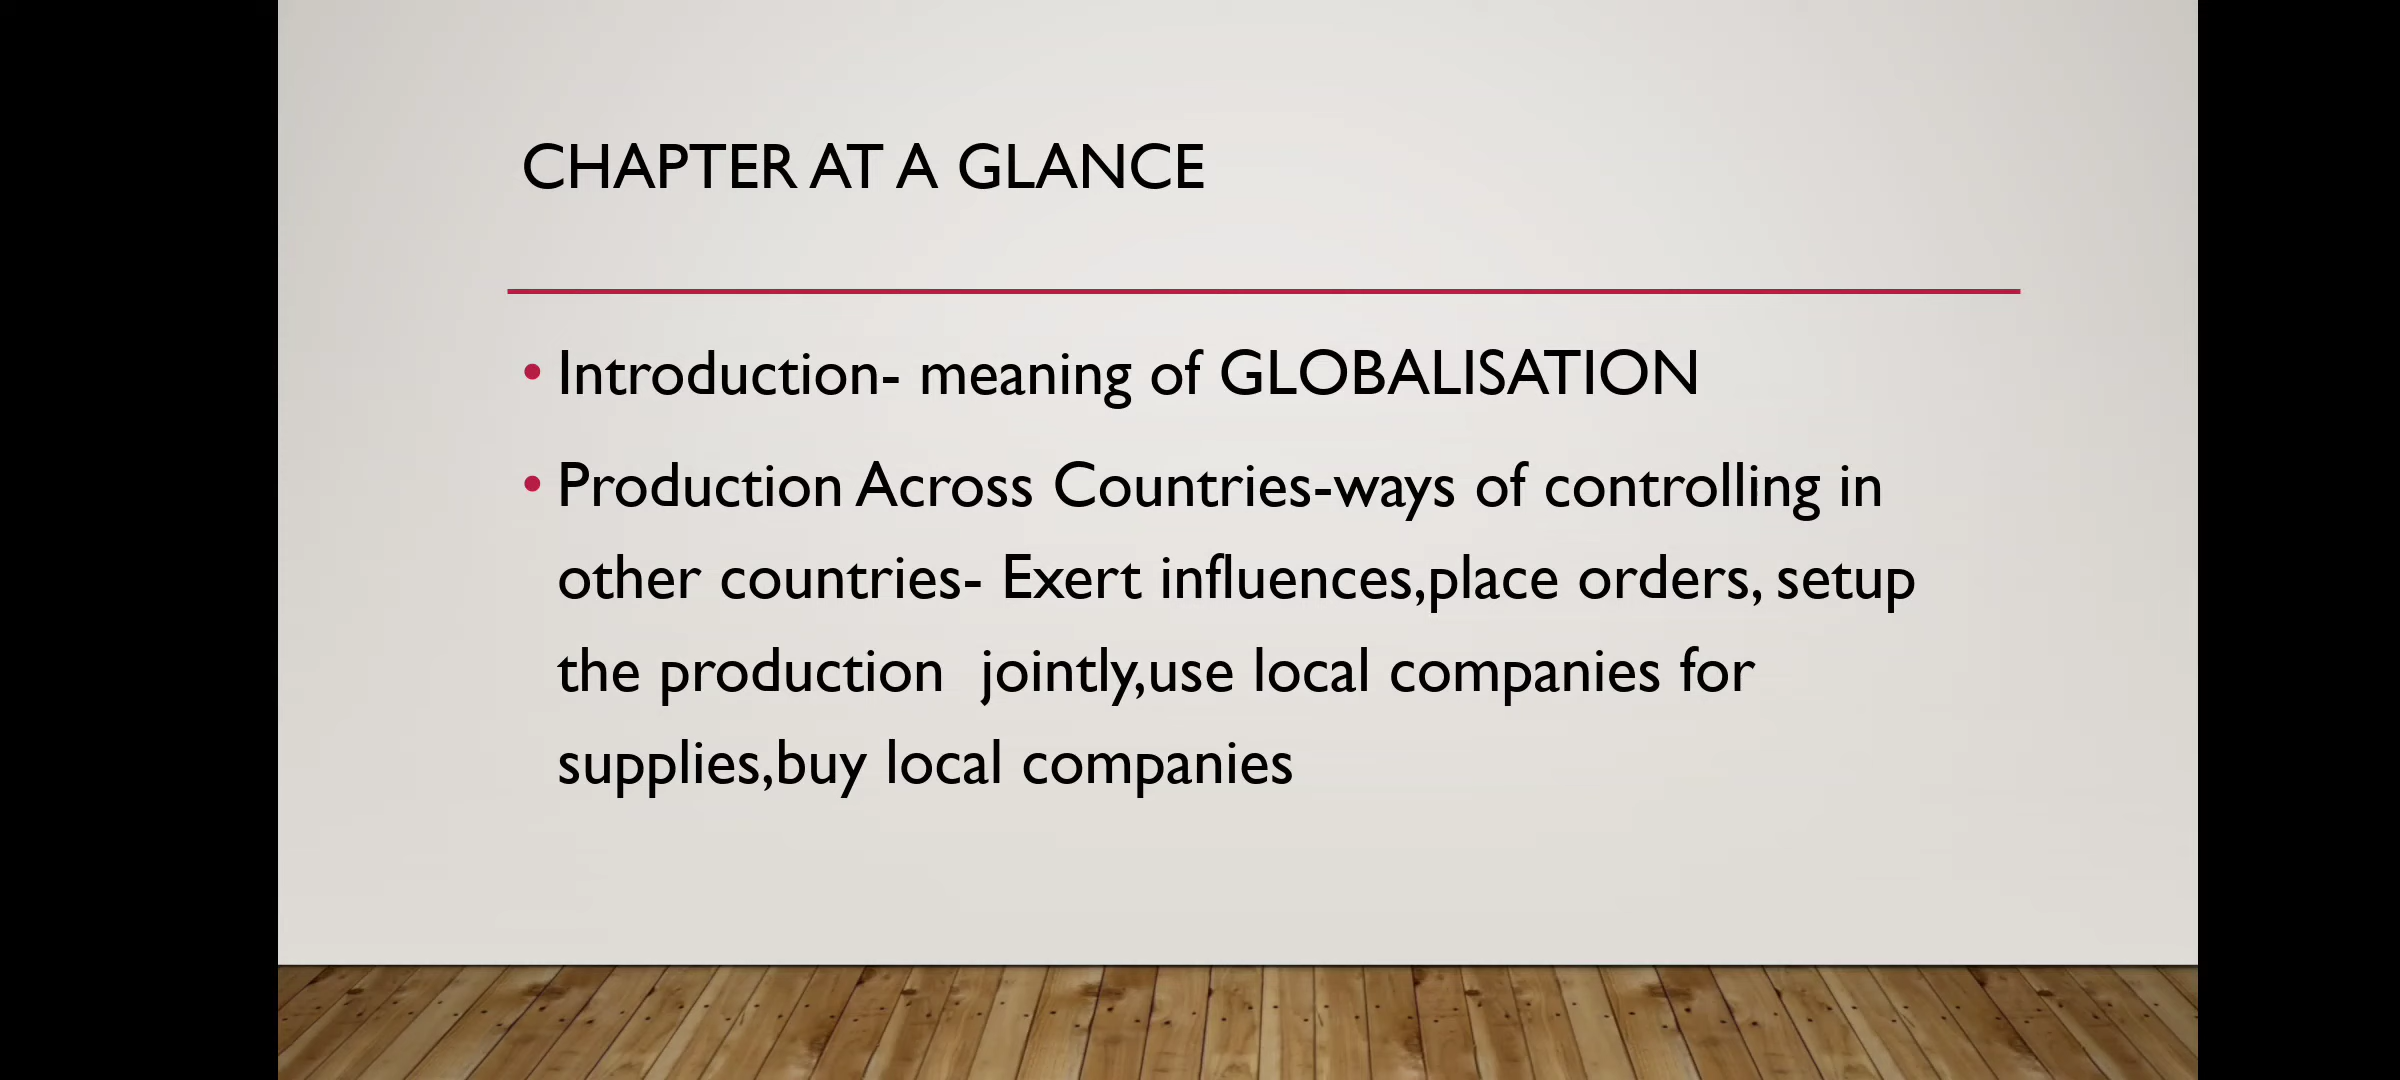 CHAPTER AT A GLANCE
• Introduction- meaning of GLOBALISATION
• Production Across Countries-ways of controlling in
other countries- Exert influences,place orders, setup
the production  jointly,use local companies for
supplies,buy local companies